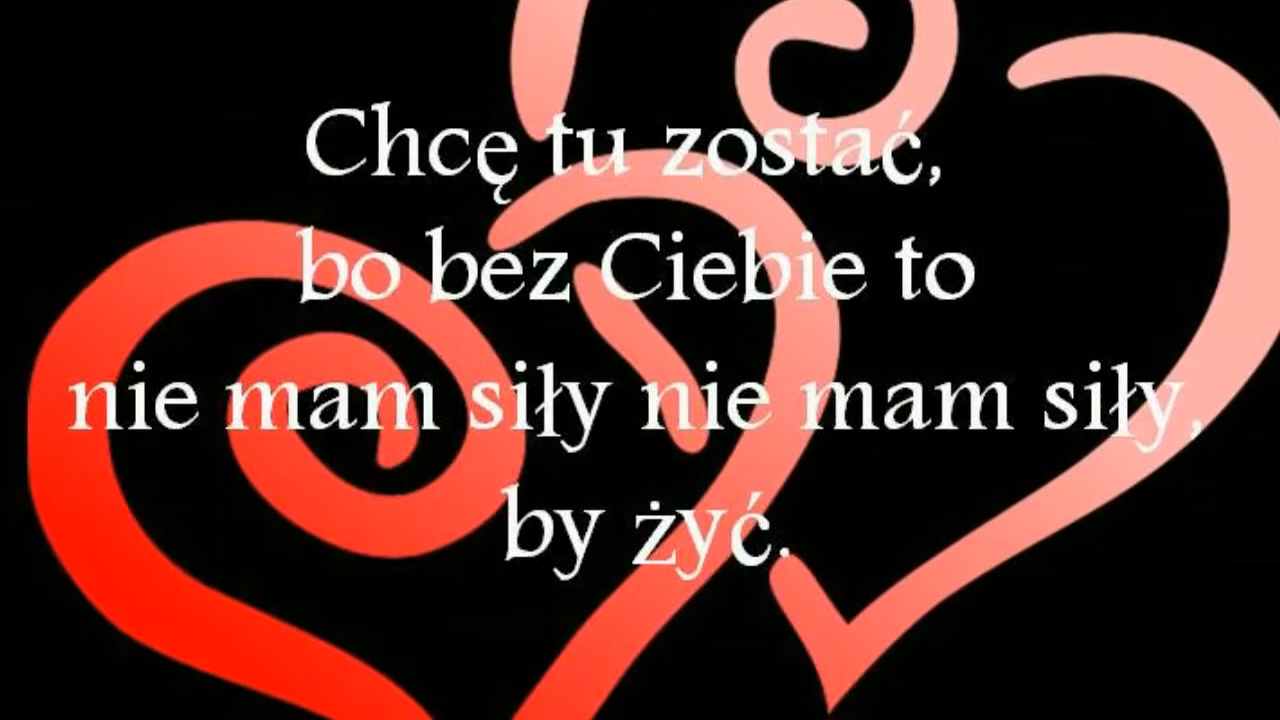 Chcę tu zostać,
bo bez Ciebie to
nie mam siły nie mam siły,
by żyć.